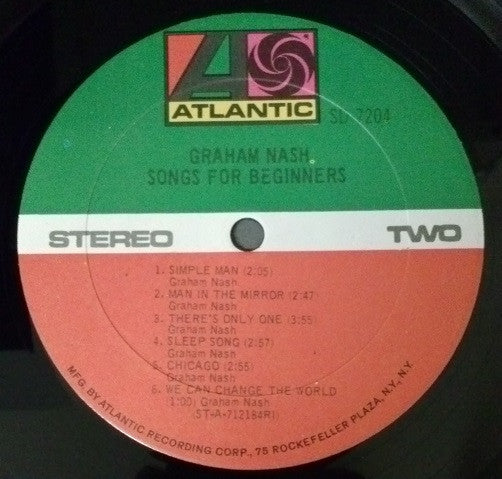 ATLANTIC
SD 7204
GRAHAM NASH
SONGS FOR BEGINNERS
STEREO
TWO
1. SIMPLE MAN (2:05)
Graham Nash
2. MAN IN THE MIRROR (2:47
Graham Nash
3. THERE'S ONLY ONE (3:55)
Graham Nash
4. SLEEP SONG (2:57)
Graham Nash
5. CHICAGO (2:55)
Graham Nash
6. WE CAN CHANGE THE WORLD
1:00) Graham Nash
(ST-A-712184RI)
MFG. BY ATLANTIC RECORDING CORP., 75 ROCKEFELLER PLAZA, N.Y., N.Y.